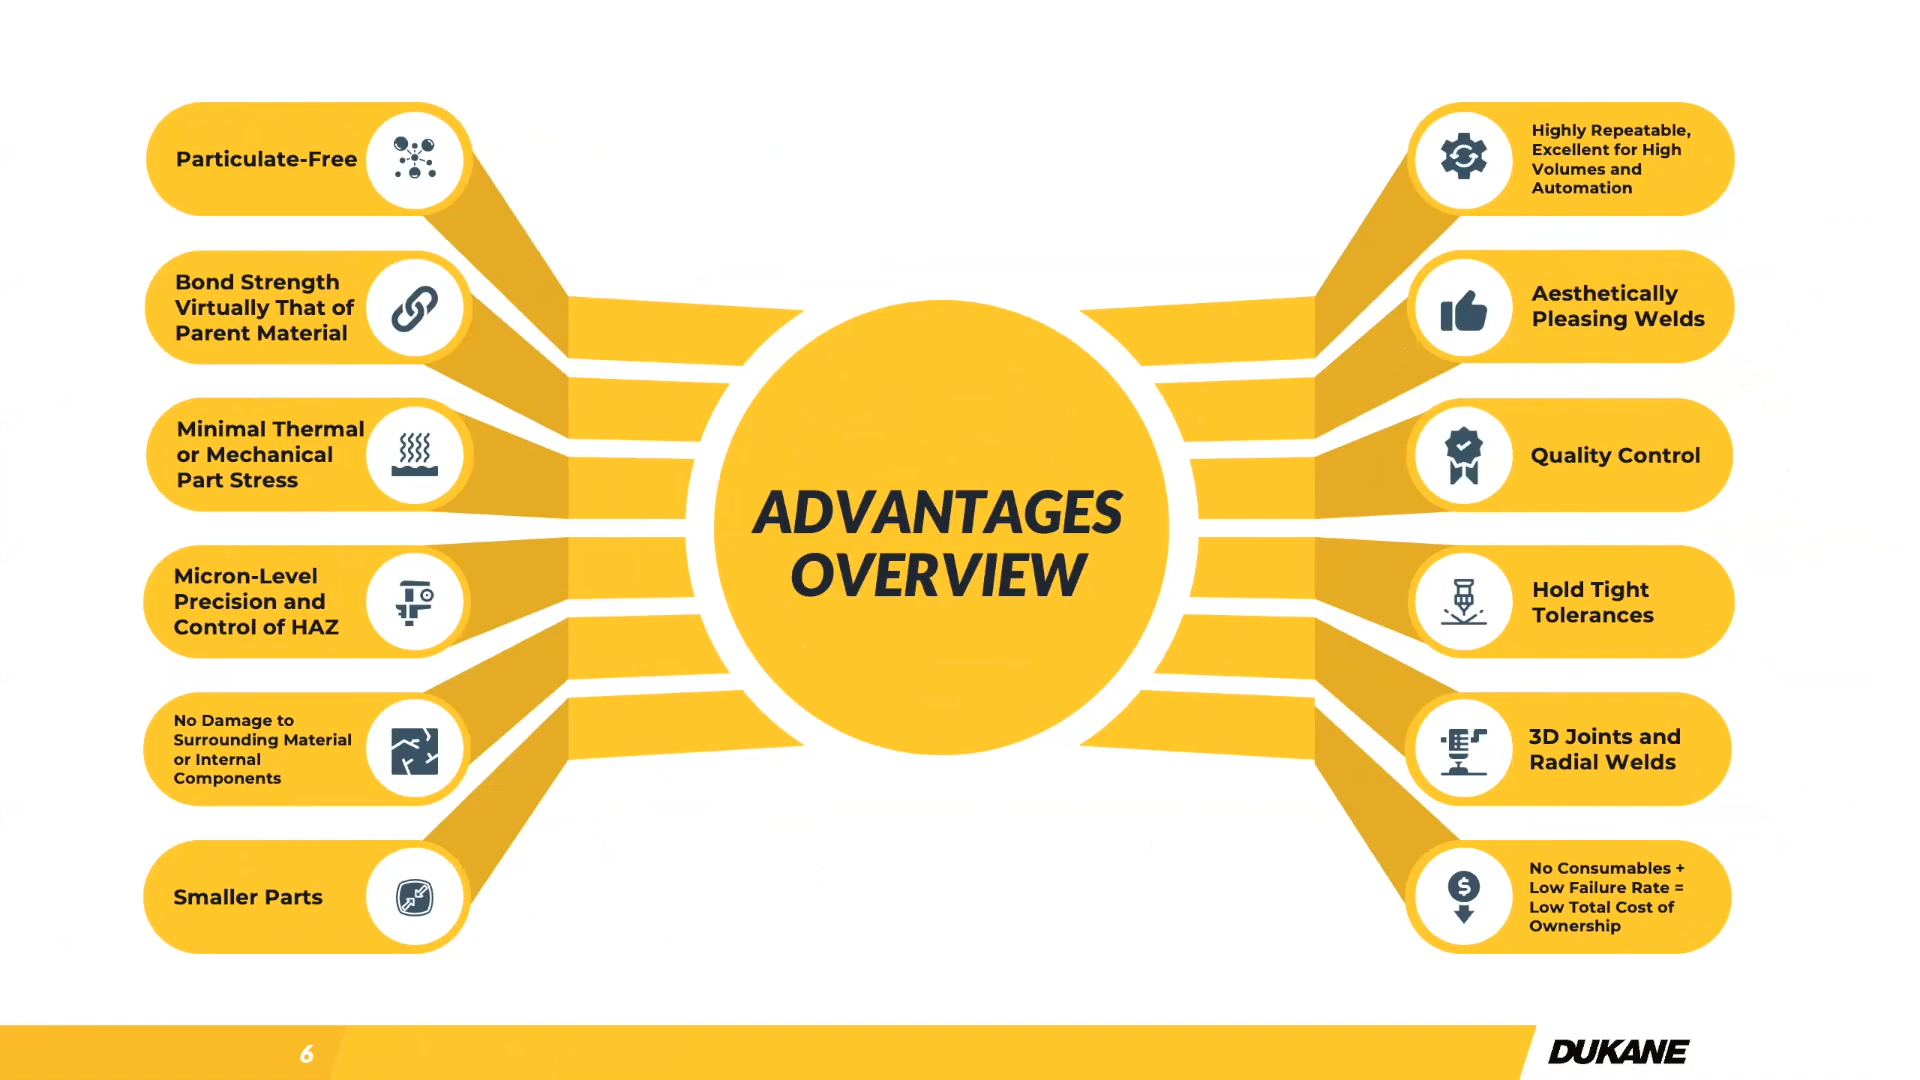 Particulate-Free
Bond Strength
Virtually That of
Parent Material
Minimal Thermal
or Mechanical
Part Stress
Micron-Level
Precision and
Control of HAZ
No Damage to
Surrounding Material
or Internal
Components
Smaller Parts
ADVANTAGES
OVERVIEW
Highly Repeatable,
Excellent for High
Volumes and
Automation
Aesthetically
Pleasing Welds
Quality Control
Hold Tight
Tolerances
3D Joints and
Radial Welds
$
No Consumables +
Low Failure Rate =
Low Total Cost of
Ownership
6
DUKANE